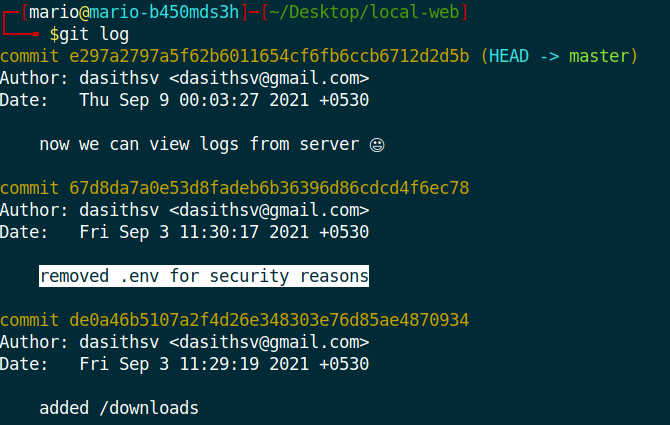 ┌─[mario@mario-b450mds3h]─[~/Desktop/local-web]
└──╼ $git log
commit e297a2797a5f62b6011654cf6fb6ccb6712d2d5b (HEAD -> master)
Author: dasithsv <dasithsv@gmail.com>
Date:   Thu Sep 9 00:03:27 2021 +0530
now we can view logs from server 😃
commit 67d8da7a0e53d8fadeb6b36396d86cdcd4f6ec78
Author: dasithsv <dasithsv@gmail.com>
Date:   Fri Sep 3 11:30:17 2021 +0530
removed .env for security reasons
commit de0a46b5107a2f4d26e348303e76d85ae4870934
Author: dasithsv <dasithsv@gmail.com>
Date:   Fri Sep 3 11:29:19 2021 +0530
added /downloads